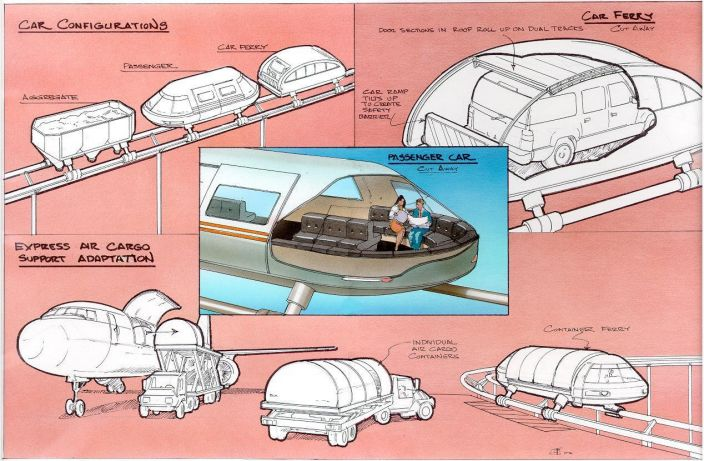 CAR CONFIGURATIONS
CAR FERRY
PASSENGER
AGGREGATE
CAR FERRY
CUT AWAY
DOOR SECTIONS IN ROOF ROLL UP ON DUAL TRACKS
CAR RAMP
TILTS UP
TO CREATE
SAFETY
BARRIER
PASSENGER CAR
CUT AWAY
EXPRESS AIR CARGO
SUPPORT ADAPTATION
INDIVIDUAL
AIR CARGO
CONTAINERS
CONTAINER FERRY